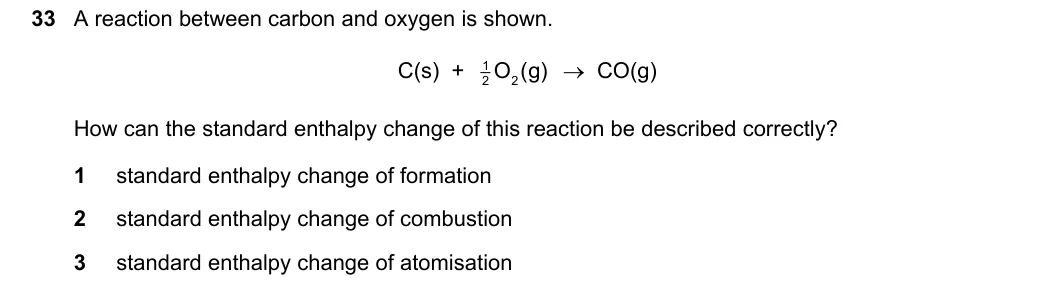 33 A reaction between carbon and oxygen is shown.
C(s) + ½O₂(g) → CO(g)
How can the standard enthalpy change of this reaction be described correctly?
1 standard enthalpy change of formation
2 standard enthalpy change of combustion
3 standard enthalpy change of atomisation